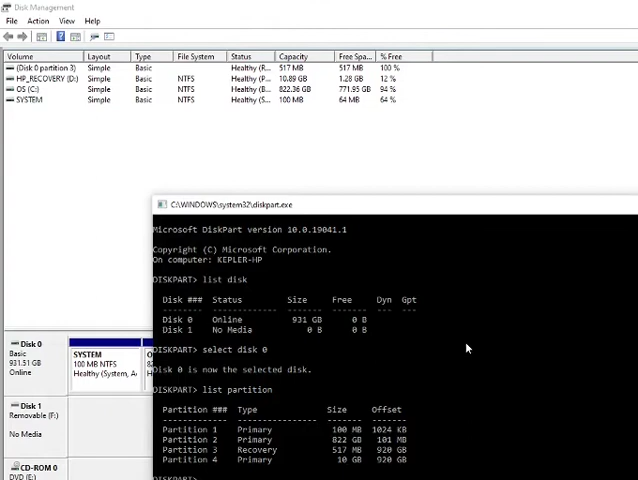 Disk Management
File Action View Help
Volume Layout Type File System Status Capacity Free Spa... % Free
(Disk 0 partition 3) Simple Basic Healthy (R... 517 MB 517 MB 100 %
HP_RECOVERY (D:) Simple Basic NTFS Healthy (P... 10.89 GB 1.28 GB 12 %
OS (C:) Simple Basic NTFS Healthy (B... 822.36 GB 771.95 GB 94 %
SYSTEM Simple Basic NTFS Healthy (S... 100 MB 64 MB 64 %
C:\WINDOWS\system32\diskpart.exe
Microsoft DiskPart version 10.0.19041.1
Copyright (C) Microsoft Corporation.
On computer: KEPLER-HP
DISKPART> list disk
Disk ### Status Size Free Dyn Gpt
-------- ------------- ------- ------- --- ---
Disk 0 Online 931 GB 0 B
Disk 1 No Media 0 B 0 B
DISKPART> select disk 0
Disk 0 is now the selected disk.
DISKPART> list partition
Partition ### Type Size Offset
------------- ---------------- ------- -------
Partition 1 Primary 100 MB 1024 KB
Partition 2 Primary 822 GB 101 MB
Partition 3 Recovery 517 MB 920 GB
Partition 4 Primary 10 GB 920 GB
DISKPART>
Disk 0
Basic
931.51 GB
Online
SYSTEM
100 MB NTFS
Healthy (System, A
O
82
H
Disk 1
Removable (F:)
No Media
CD-ROM 0
DVD (E:)